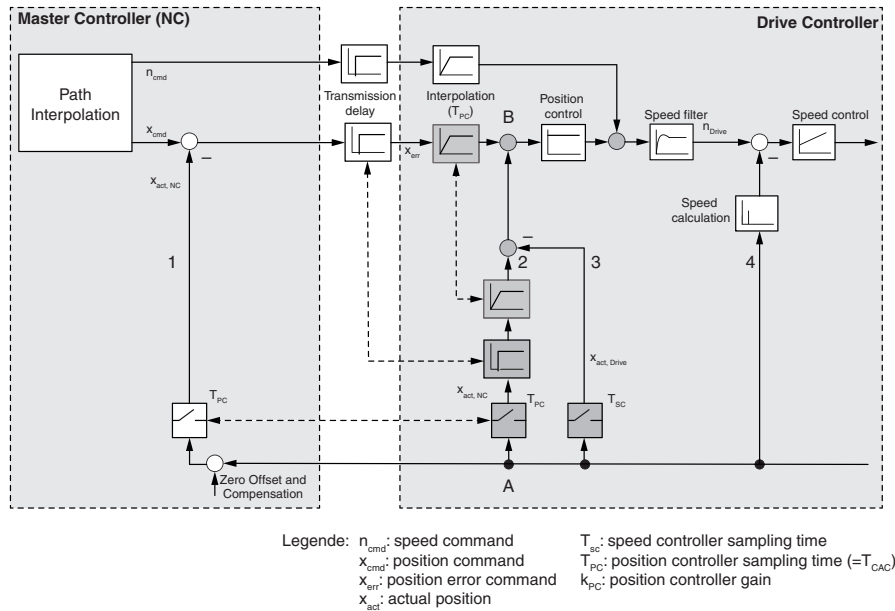 Master Controller (NC)
Drive Controller
Path
Interpolation
n_cmd
x_cmd
x_act, NC
Transmission
delay
Interpolation
(T_PC)
x_err
B
Position
control
Speed filter
n_Drive
Speed control
Speed
calculation
–
–
–
1
2
3
4
x_act, Drive
x_act, NC
T_PC
T_PC
T_SC
Zero Offset and
Compensation
A
Legende: n_cmd: speed command
x_cmd: position command
x_err: position error command
x_act: actual position
T_sc: speed controller sampling time
T_PC: position controller sampling time (=T_CAC)
k_PC: position controller gain